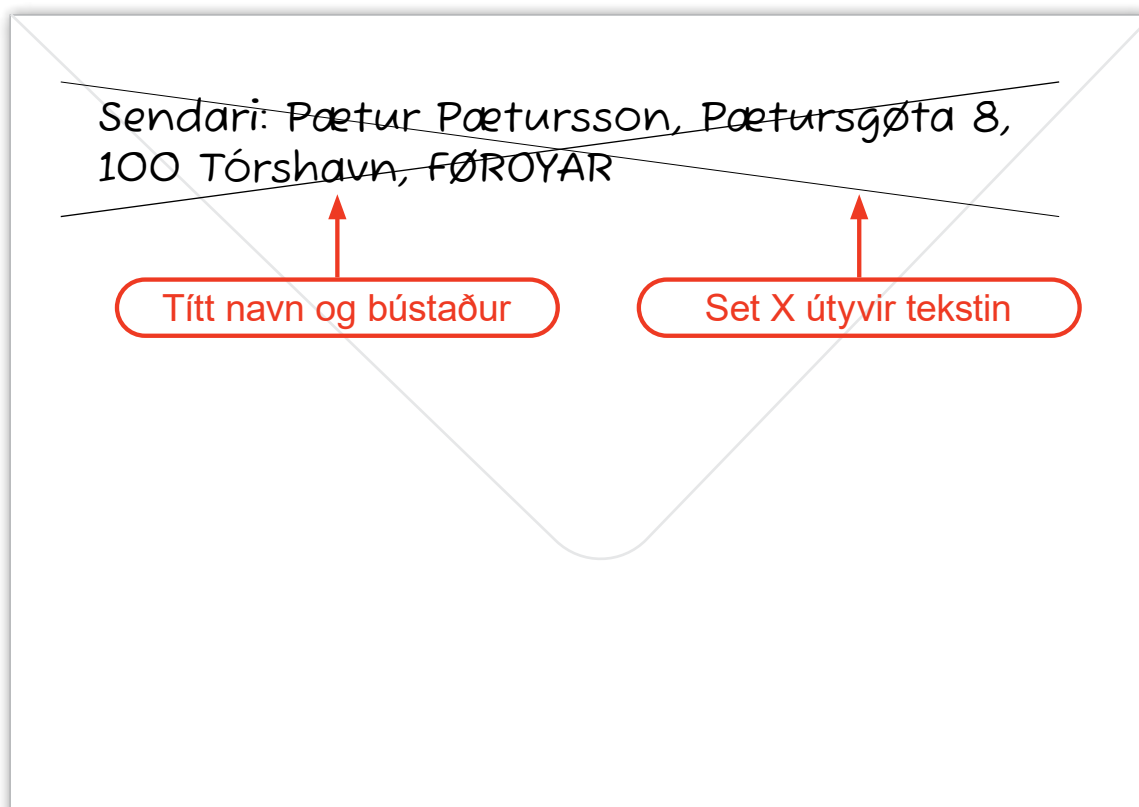 Sendari: Pætur Pætursson, Pætursgøta 8,
100 Tórshavn, FØROYAR
Títt navn og bústaður
Set X útyvir tekstin